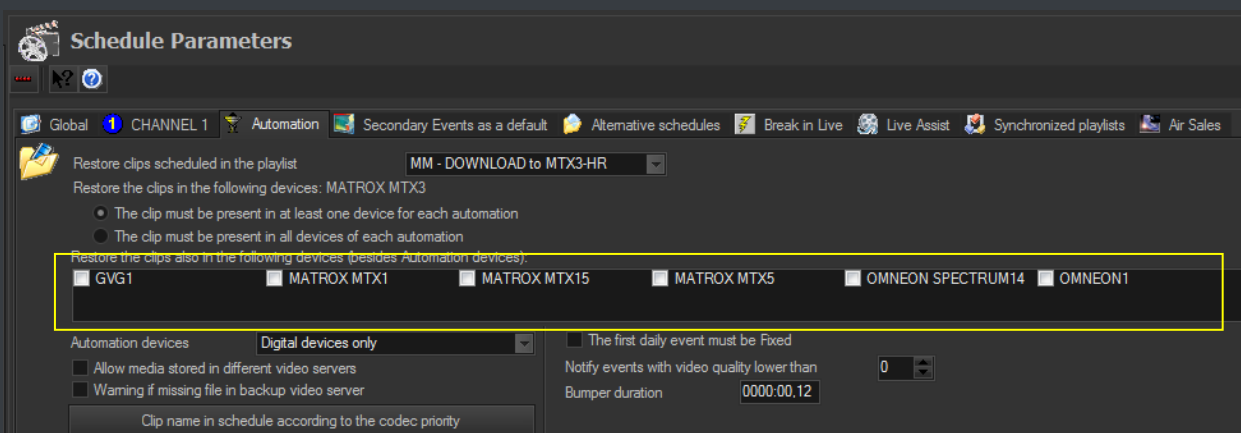 Schedule Parameters
Global 1 CHANNEL 1 Automation Secondary Events as a default Alternative schedules Break in Live Live Assist Synchronized playlists Air Sales
Restore clips scheduled in the playlist MM - DOWNLOAD to MTX3-HR
Restore the clips in the following devices: MATROX MTX3
The clip must be present in at least one device for each automation
The clip must be present in all devices of each automation
Restore the clips also in the following devices (besides Automation devices):
GVG1 MATROX MTX1 MATROX MTX15 MATROX MTX5 OMNEON SPECTRUM14 OMNEON1
Automation devices Digital devices only The first daily event must be Fixed
Allow media stored in different video servers Notify events with video quality lower than 0
Warning if missing file in backup video server Bumper duration 0000:00,12
Clip name in schedule according to the codec priority